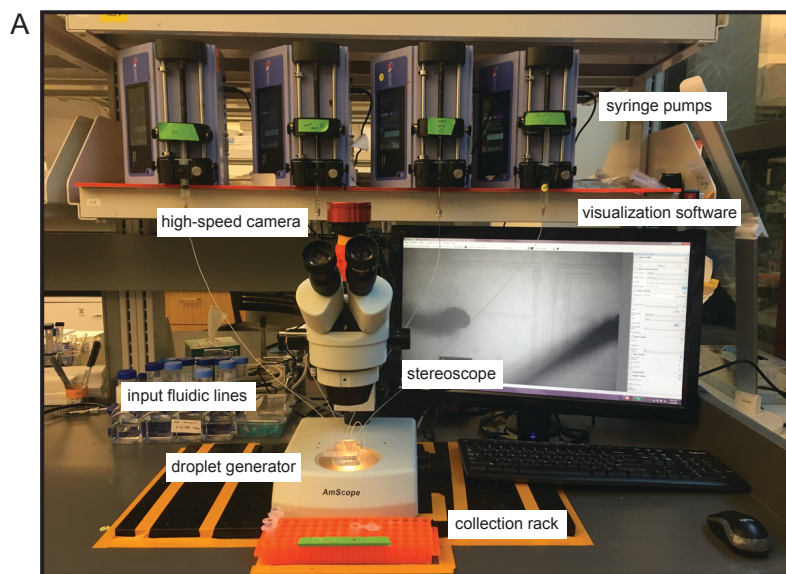 A
syringe pumps
visualization software
high-speed camera
stereoscope
input fluidic lines
droplet generator
AmScope
collection rack